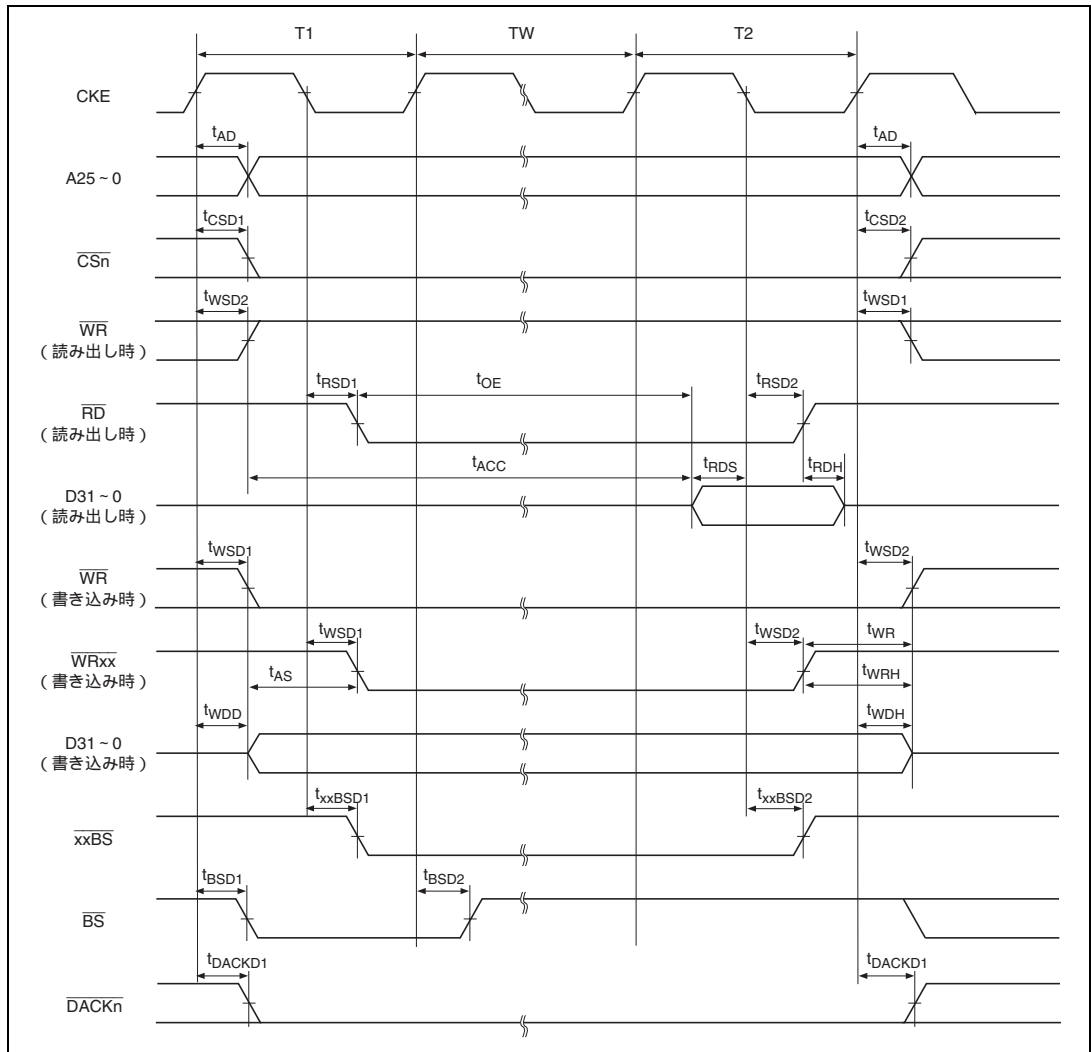 T1 TW T2
CKE
tAD tAD
A25~0
tCSD1 tCSD2
CSn
tWSD2 tWSD1
WR
(読み出し時)
tRSD1 tOE tRSD2
RD
(読み出し時)
tACC tRDS tRDH
D31~0
(読み出し時)
tWSD1 tWSD2
WR
(書き込み時)
tWSD1 tWSD2 tWR
WRxx
(書き込み時)
tAS tWRH
tWDD tWDH
D31~0
(書き込み時)
txxBSD1 txxBSD2
xxBS
tBSD1 tBSD2
BS
tDACKD1 tDACKD1
DACKn